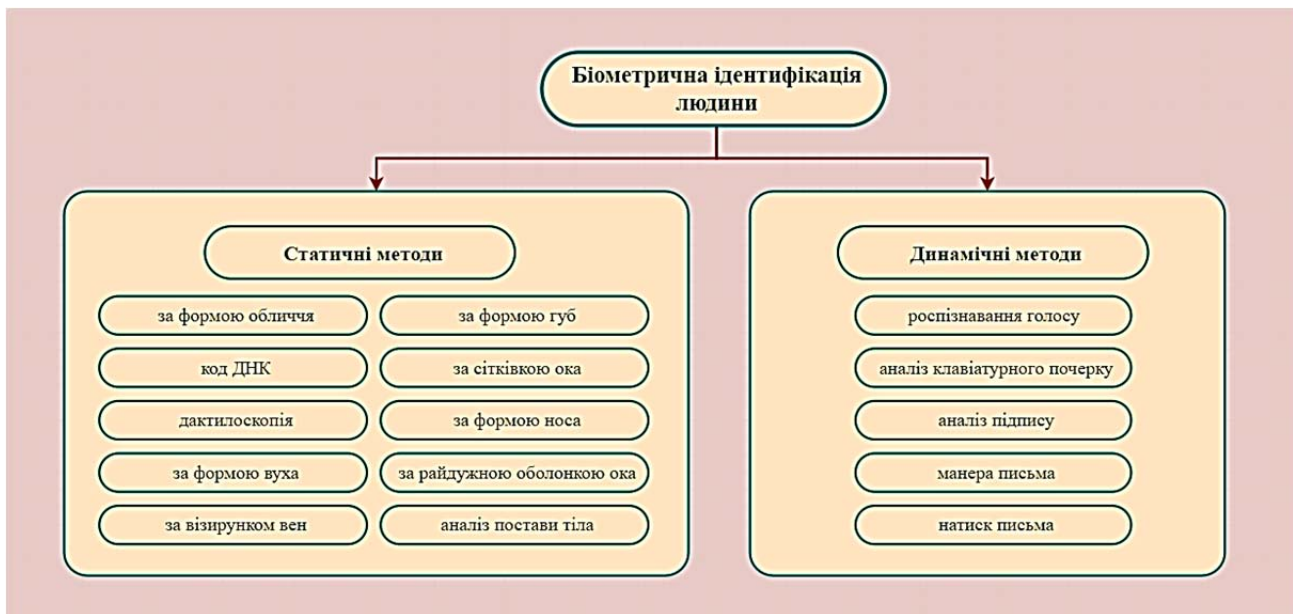 Біометрична ідентифікація
людини
Статичні методи
за формою обличчя
код ДНК
дактилоскопія
за формою вуха
за візирунком вен
за формою губ
за сітківкою ока
за формою носа
за райдужною оболонкою ока
аналіз постави тіла
Динамічні методи
роспізнавання голосу
аналіз клавіатурного почерку
аналіз підпису
манера письма
натиск письма